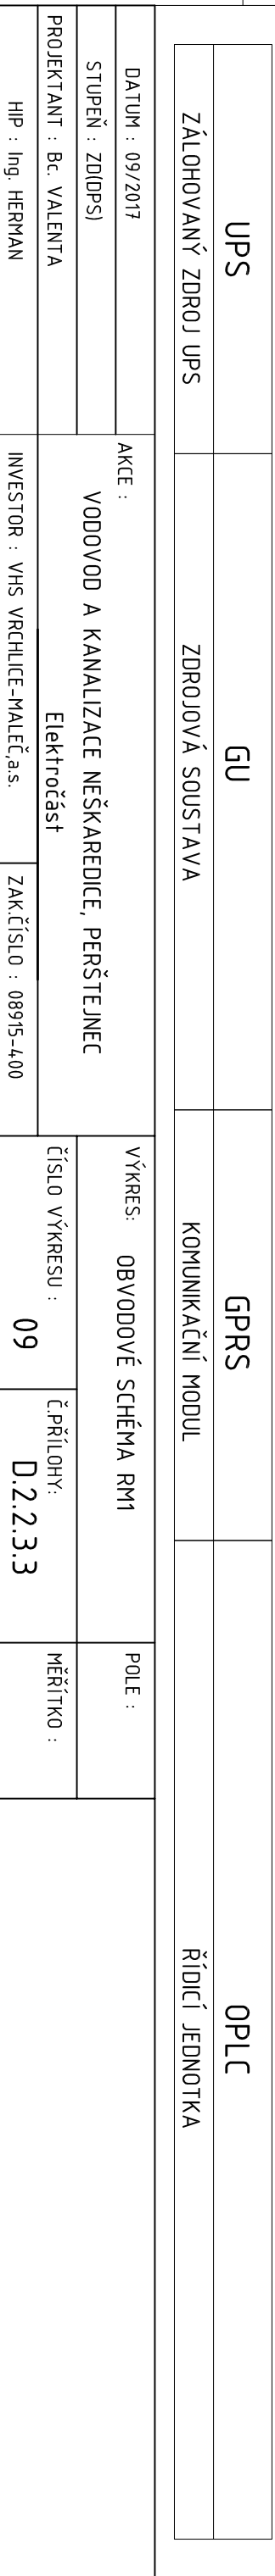 UPS
ZÁLOHOVANÝ ZDROJ UPS
GU
ZDROJOVÁ SOUSTAVA
GPRS
KOMUNIKAČNÍ MODUL
OPLC
ŘÍDICÍ JEDNOTKA
DATUM : 09/2017
STUPEŇ : ZD(DPS)
PROJEKTANT : Bc. VALENTA
HIP : Ing. HERMAN
AKCE :
VODOVOD A KANALIZACE NEŠKAREDICE, PERŠTEJNEC
Elektročást
INVESTOR : VHS VRCHLICE-MALEČ,a.s.
ZAK.ČÍSLO : 08915-400
VÝKRES: OBVODOVÉ SCHÉMA RM1
ČÍSLO VÝKRESU :
09
Č.PŘÍLOHY:
D.2.2.3.3
POLE :
MĚŘÍTKO :